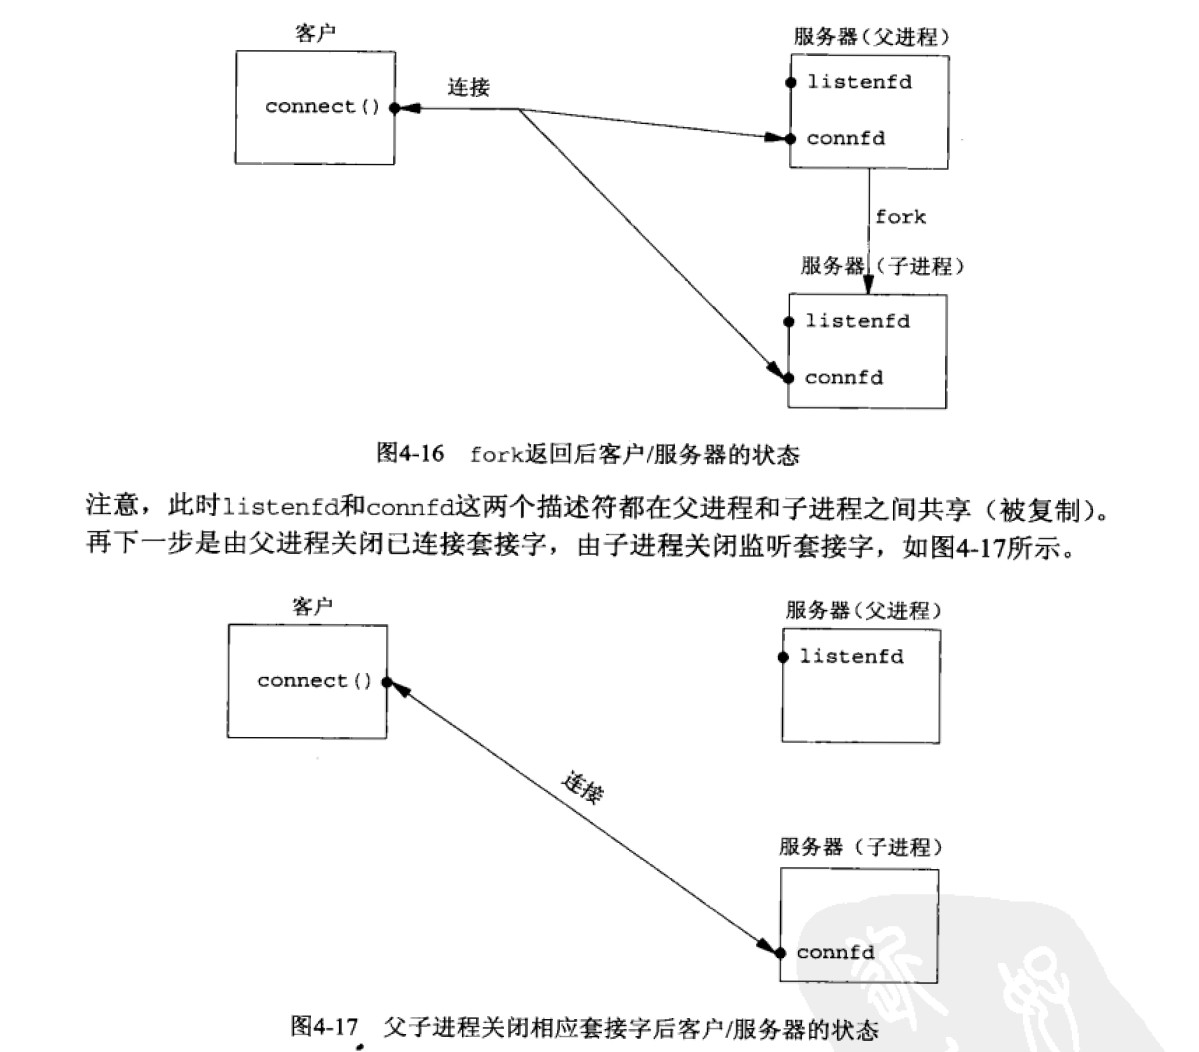 客户
服务器(父进程)
connect()
连接
listenfd
connfd
fork
服务器(子进程)
listenfd
connfd
图4-16 fork返回后客户/服务器的状态
注意，此时listenfd和connfd这两个描述符都在父进程和子进程之间共享（被复制）。
再下一步是由父进程关闭已连接套接字，由子进程关闭监听套接字，如图4-17所示。
客户
服务器(父进程)
connect()
listenfd
连接
服务器（子进程）
connfd
图4-17 父子进程关闭相应套接字后客户/服务器的状态